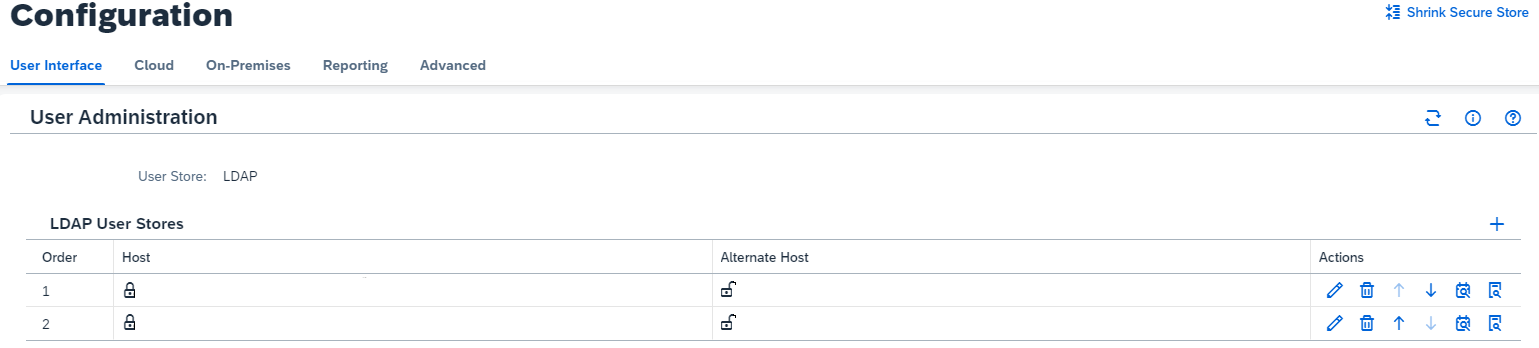 Configuration
Shrink Secure Store
User Interface Cloud On-Premises Reporting Advanced
User Administration
User Store: LDAP
LDAP User Stores
Order Host Alternate Host Actions
1
2